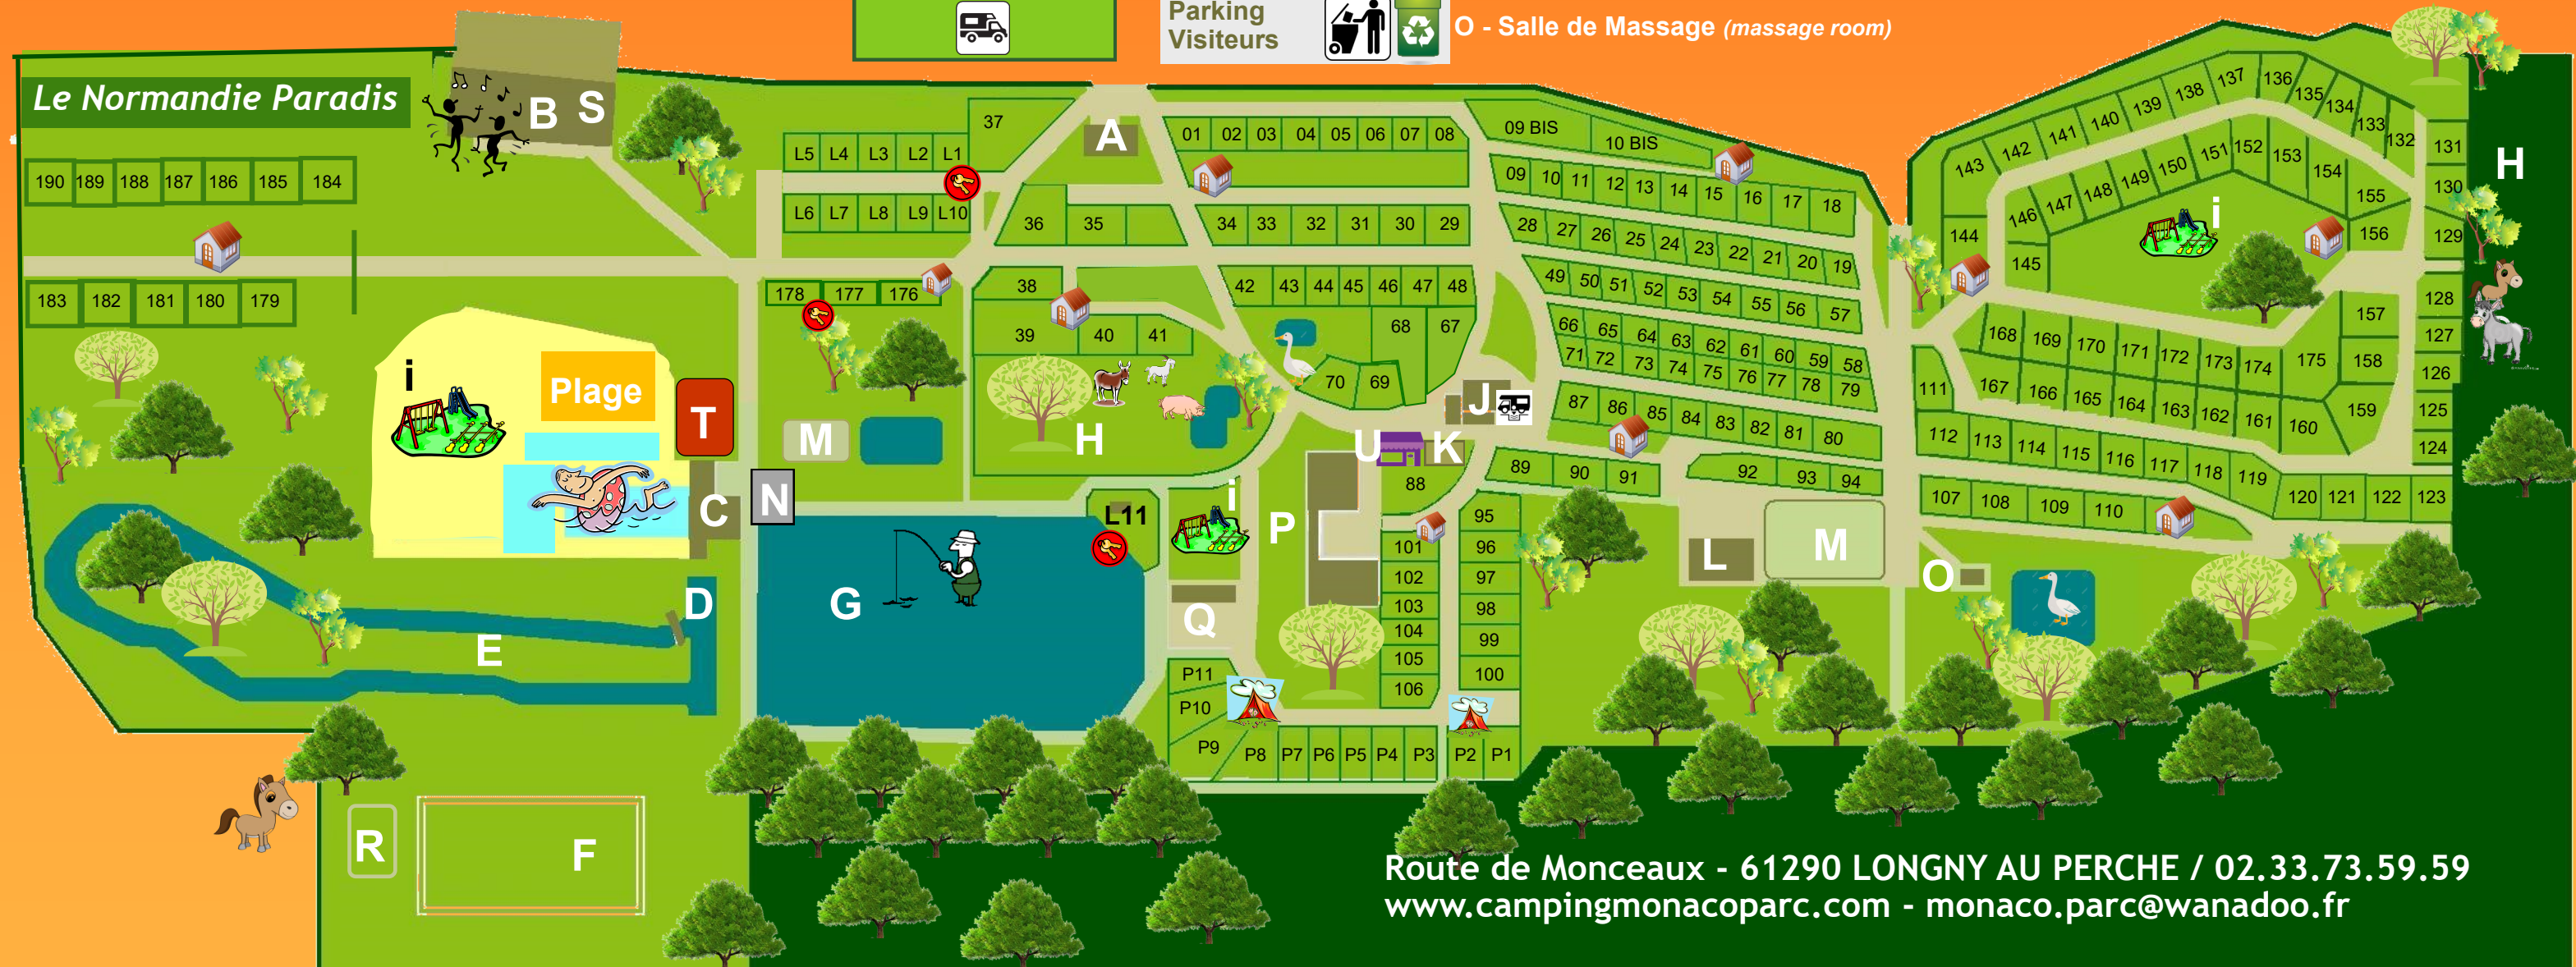 Parking
Visiteurs
O - Salle de Massage (massage room)
Le Normandie Paradis
B S
190 189 188 187 186 185 184
183 182 181 180 179
L5 L4 L3 L2 L1
L6 L7 L8 L9 L10
37
A
36 35
01 02 03 04 05 06 07 08
34 33 32 31 30 29
09 BIS
10 BIS
09 10 11 12 13 14 15 16 17 18
28 27 26 25 24 23 22 21 20 19
49 50 51 52 53 54 55 56 57
66 65 64 63 62 61 60 59 58
71 72 73 74 75 76 77 78 79
87 86 85 84 83 82 81 80
89 90 91
92 93 94
178 177 176
38
39 40 41
42 43 44 45 46 47 48
68 67
70 69
H
J
U K
88
i
Plage
T
M
C
N
D
E
G
L11
i
P
Q
95
96
97
98
99
100
101
102
103
104
105
106
P11
P10
P9 P8 P7 P6 P5 P4 P3 P2 P1
L
M
O
143 142 141 140 139 138 137 136 135 134 133 132
131
130
129
128
127
126
125
124
H
144
145
146 147 148 149 150 151 152 153 154 155
156
i
157
158
159
168 169 170 171 172 173 174 175
167 166 165 164 163 162 161 160
111
112 113 114 115 116 117 118 119
120 121 122 123
107 108 109 110
R
F
Route de Monceaux - 61290 LONGNY AU PERCHE / 02.33.73.59.59
www.campingmonacoparc.com - monaco.parc@wanadoo.fr